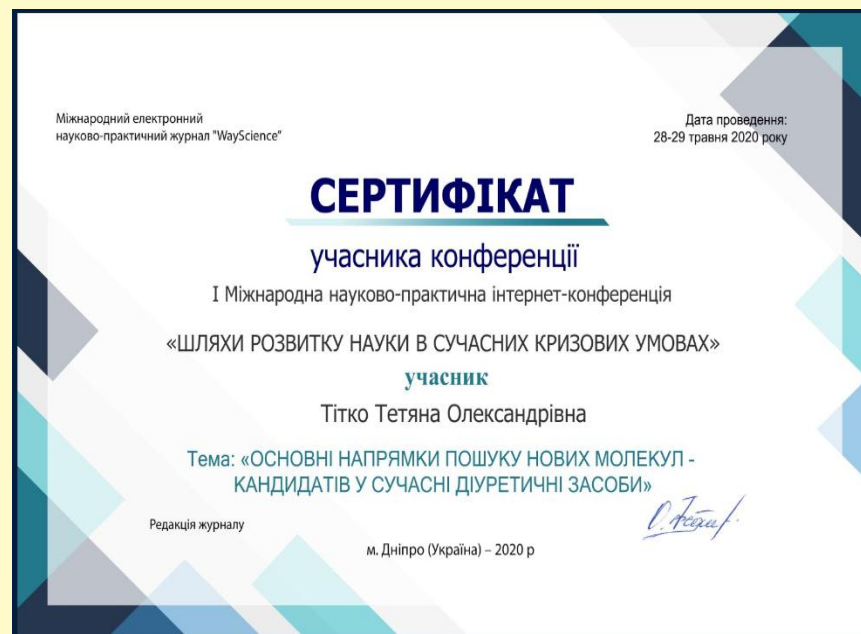 Міжнародний електронний
науково-практичний журнал "WayScience"
Дата проведення:
28-29 травня 2020 року
СЕРТИФІКАТ
учасника конференції
І Міжнародна науково-практична інтернет-конференція
«ШЛЯХИ РОЗВИТКУ НАУКИ В СУЧАСНИХ КРИЗОВИХ УМОВАХ»
учасник
Тітко Тетяна Олександрівна
Тема: «ОСНОВНІ НАПРЯМКИ ПОШУКУ НОВИХ МОЛЕКУЛ -
КАНДИДАТІВ У СУЧАСНІ ДІУРЕТИЧНІ ЗАСОБИ»
Редакція журналу
м. Дніпро (Україна) – 2020 р